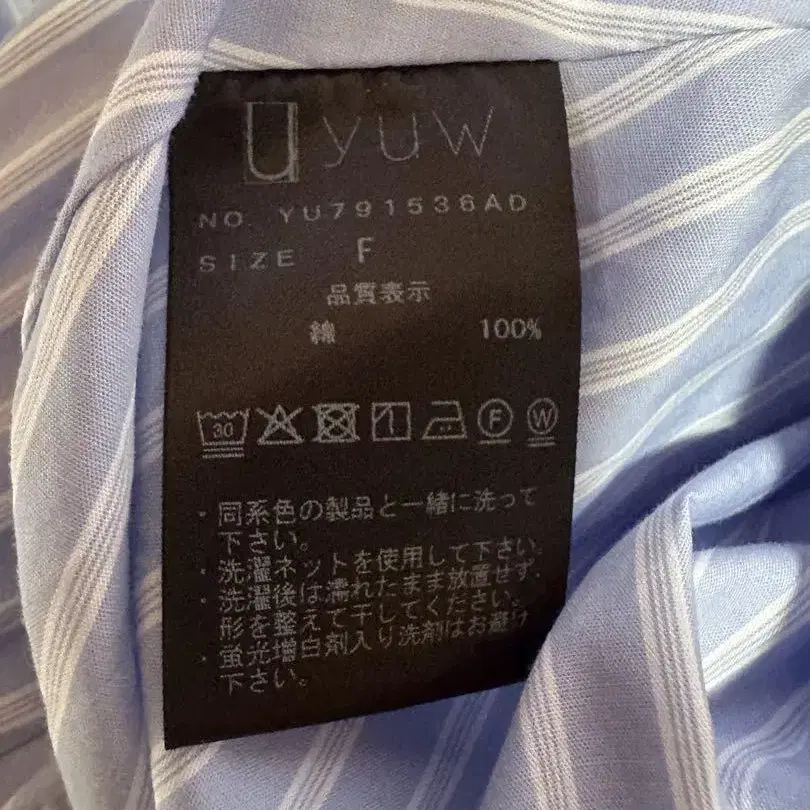 uyuw
NO. YU791536AD
SIZE F
品質表示
綿 100%
30 F W
・同系色の製品と一緒に洗って
下さい。
・洗濯ネットを使用して下さい。
・洗濯後は濡れたまま放置せず、
形を整えて干してください。
・蛍光増白剤入り洗剤はお避け
下さい。